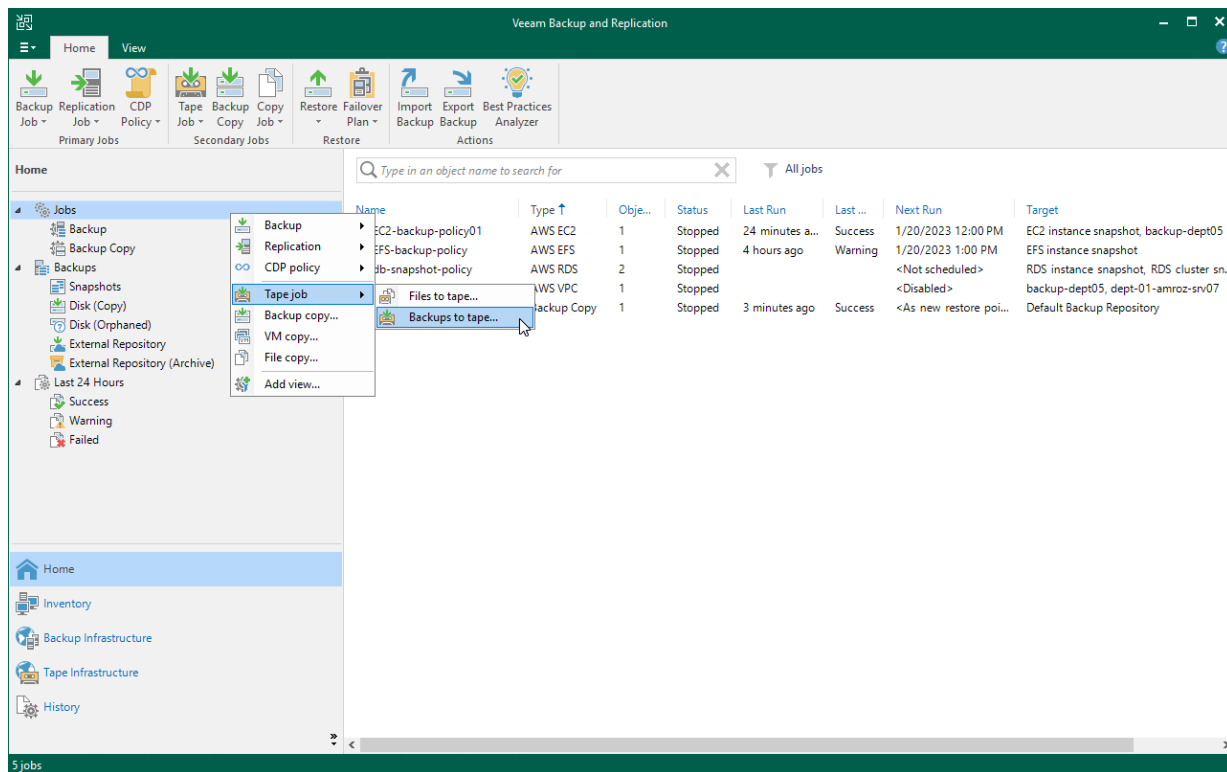 Veeam Backup and Replication
Home View
Backup Job
Replication Job
CDP Policy
Primary Jobs
Tape Job
Backup Copy
Copy Job
Secondary Jobs
Restore
Failover Plan
Restore
Import Backup
Export Backup
Best Practices Analyzer
Actions
Home
Type in an object name to search for
All jobs
Jobs
Backup
Backup Copy
Backups
Snapshots
Disk (Copy)
Disk (Orphaned)
External Repository
External Repository (Archive)
Last 24 Hours
Success
Warning
Failed
Backup
Replication
CDP policy
Tape job
Backup copy...
VM copy...
File copy...
Add view...
Files to tape...
Backups to tape...
Name Type Obje... Status Last Run Last ... Next Run Target
EC2-backup-policy01 AWS EC2 1 Stopped 24 minutes a... Success 1/20/2023 12:00 PM EC2 instance snapshot, backup-dept05
EFS-backup-policy AWS EFS 1 Stopped 4 hours ago Warning 1/20/2023 1:00 PM EFS instance snapshot
db-snapshot-policy AWS RDS 2 Stopped <Not scheduled> RDS instance snapshot, RDS cluster sn.
AWS VPC 1 Stopped <Disabled> backup-dept05, dept-01-amroz-srv07
Backup Copy 1 Stopped 3 minutes ago Success <As new restore poi... Default Backup Repository
Home
Inventory
Backup Infrastructure
Tape Infrastructure
History
5 jobs